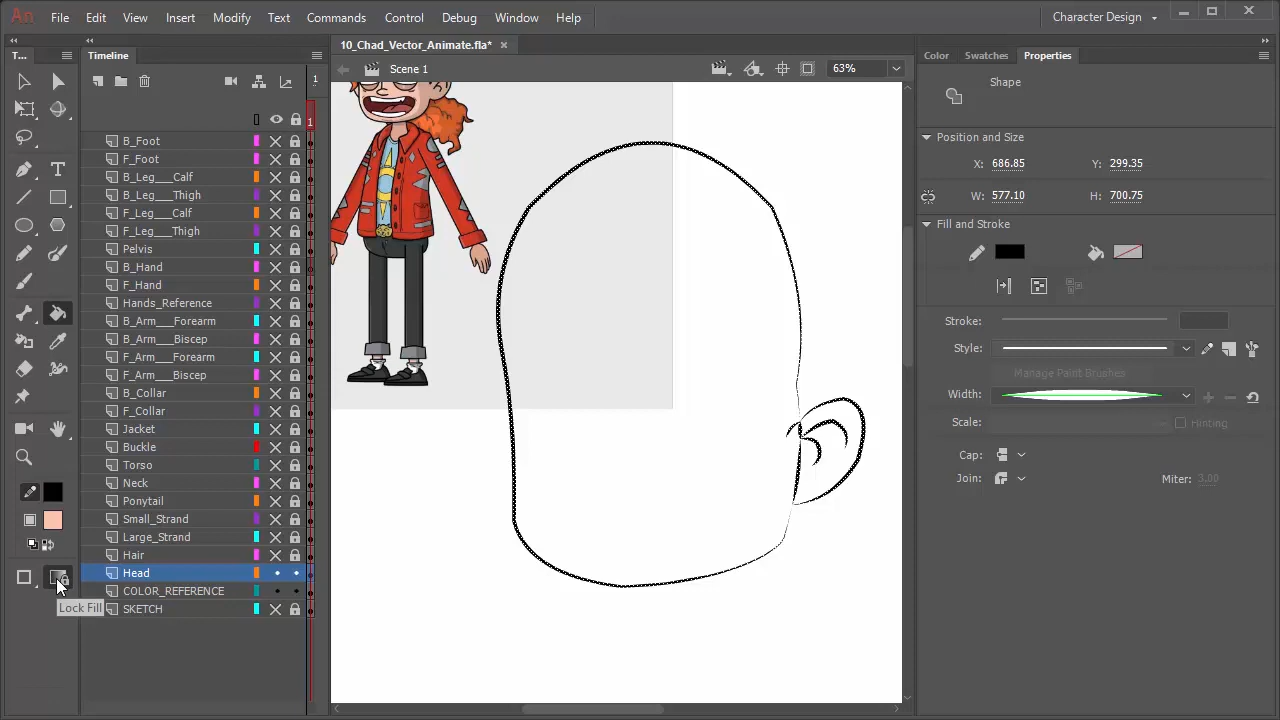 An File Edit View Insert Modify Text Commands Control Debug Window Help Character Design
T... Timeline 10_Chad_Vector_Animate.fla* Color Swatches Properties
Scene 1 63%
1
Shape
1
Position and Size
B_Foot
F_Foot
X: 686.85 Y: 299.35
B_Leg___Calf
B_Leg___Thigh
W: 577.10 H: 700.75
F_Leg___Calf
Fill and Stroke
F_Leg___Thigh
Pelvis
B_Hand
F_Hand
Hands_Reference
B_Arm___Forearm
Stroke:
B_Arm___Biscep
Style:
F_Arm___Forearm
Manage Paint Brushes
F_Arm___Biscep
B_Collar
Width:
F_Collar
Scale: Hinting
Jacket
Buckle
Cap:
Torso
Join: Miter: 3.00
Neck
Ponytail
Small_Strand
Large_Strand
Hair
Head
COLOR_REFERENCE
Lock Fill SKETCH